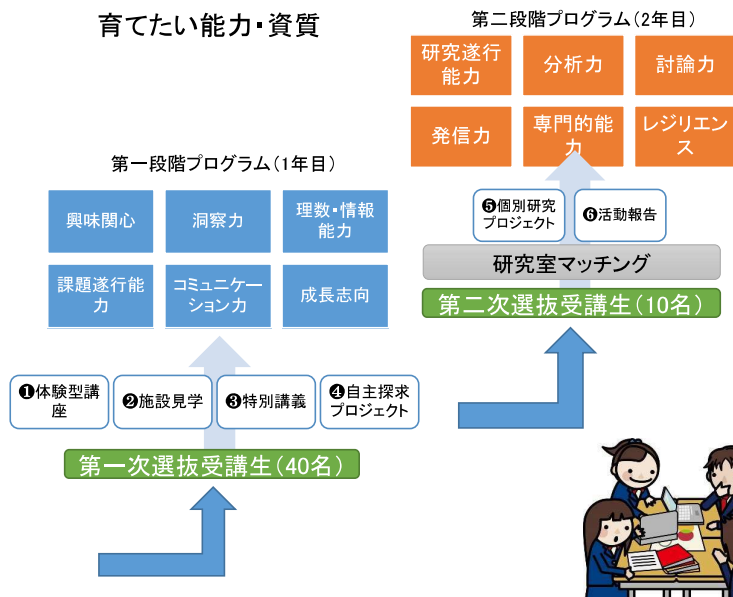 育てたい能力・資質
第一段階プログラム(1年目)
興味関心
洞察力
理数・情報
能力
課題遂行能
力
コミュニケー
ション力
成長志向
❶体験型講
座
❷施設見学
❸特別講義
❹自主探求
プロジェクト
第一次選抜受講生(40名)
第二段階プログラム(2年目)
研究遂行
能力
分析力
討論力
発信力
専門的能
力
レジリエン
ス
❺個別研究
プロジェクト
❻活動報告
研究室マッチング
第二次選抜受講生(10名)